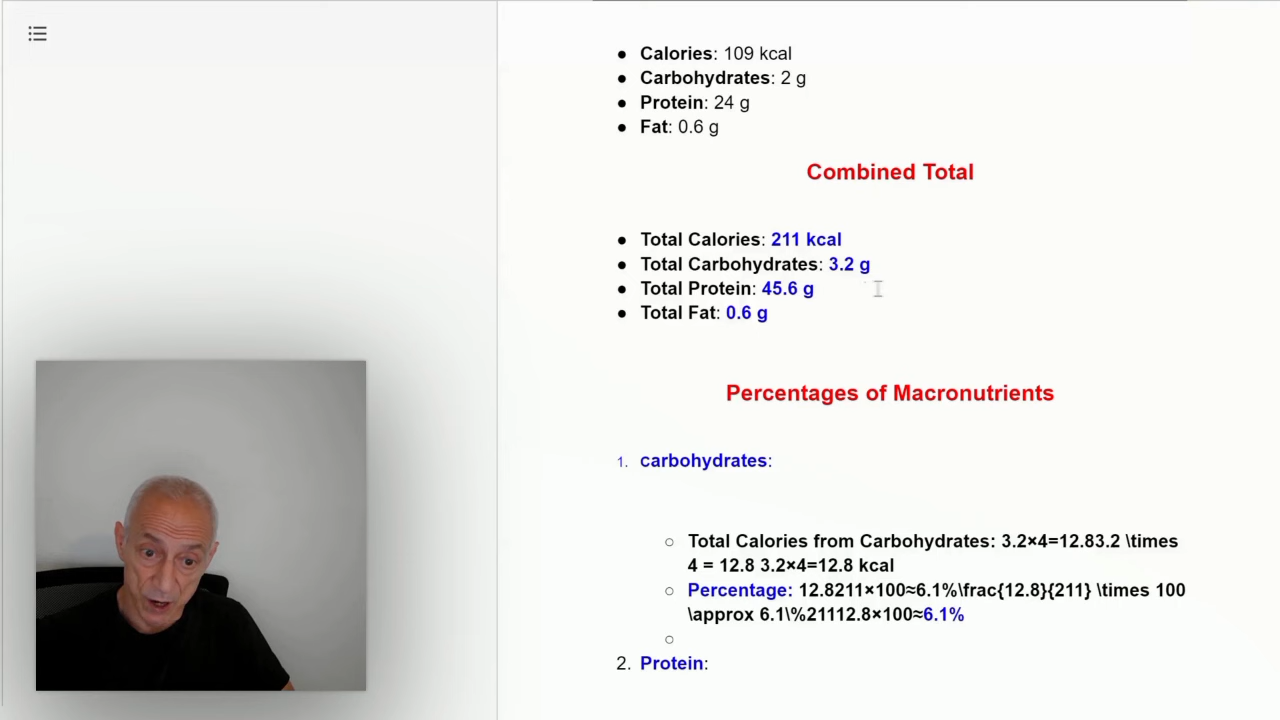 ● Calories: 109 kcal
● Carbohydrates: 2 g
● Protein: 24 g
● Fat: 0.6 g
Combined Total
● Total Calories: 211 kcal
● Total Carbohydrates: 3.2 g
● Total Protein: 45.6 g
● Total Fat: 0.6 g
Percentages of Macronutrients
1. carbohydrates:
○ Total Calories from Carbohydrates: 3.2×4=12.83.2 \times
4 = 12.8 3.2×4=12.8 kcal
○ Percentage: 12.8211×100≈6.1%\frac{12.8}{211} \times 100
\approx 6.1\%21112.8×100≈6.1%
○
2. Protein: